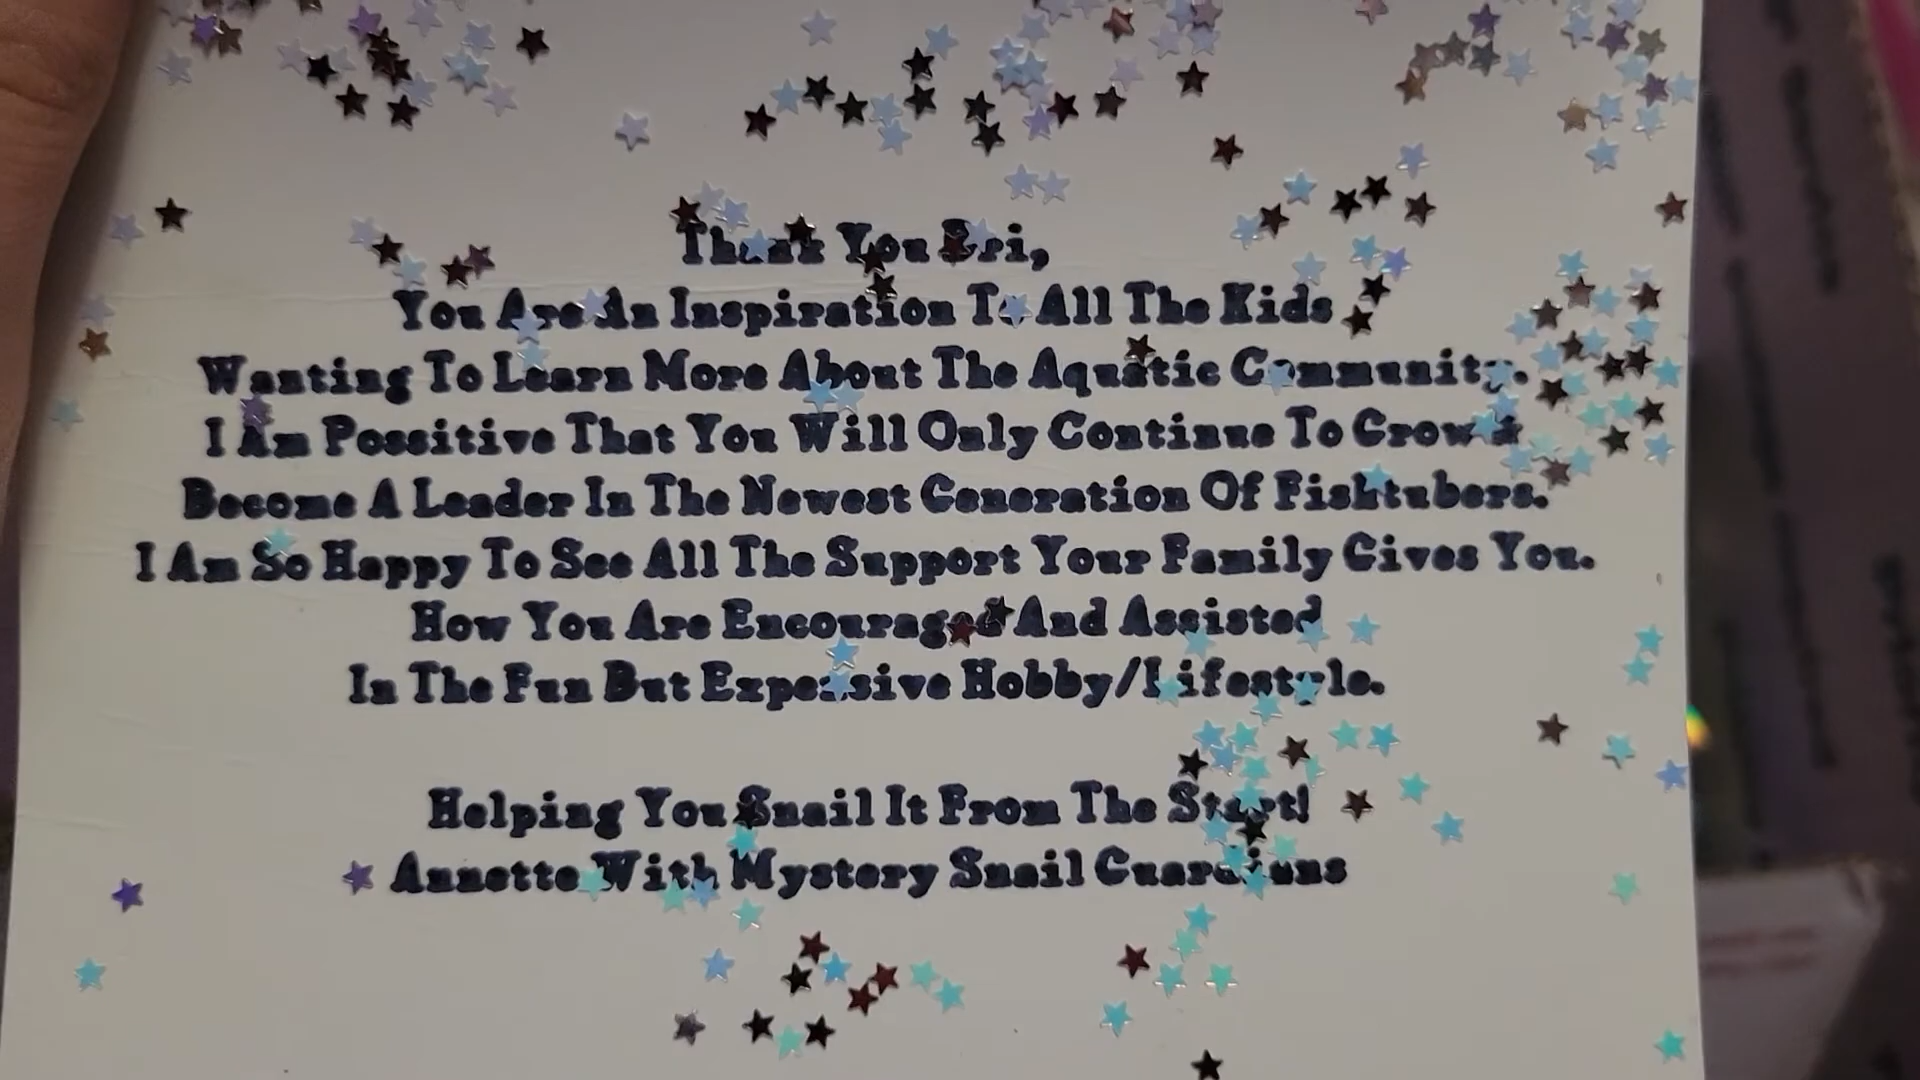 Thank You Bri,
You Are An Inspiration To All The Kids
Wanting To Learn More About The Aquatic Community.
I Am Possitive That You Will Only Continue To Grow &
Become A Leader In The Newest Generation Of Fishtubers.
I Am So Happy To See All The Support Your Family Gives You.
How You Are Encouraged And Assisted
In The Fun But Expensive Hobby/Lifestyle.
Helping You Snail It From The Start!
Annette With Mystery Snail Guardians